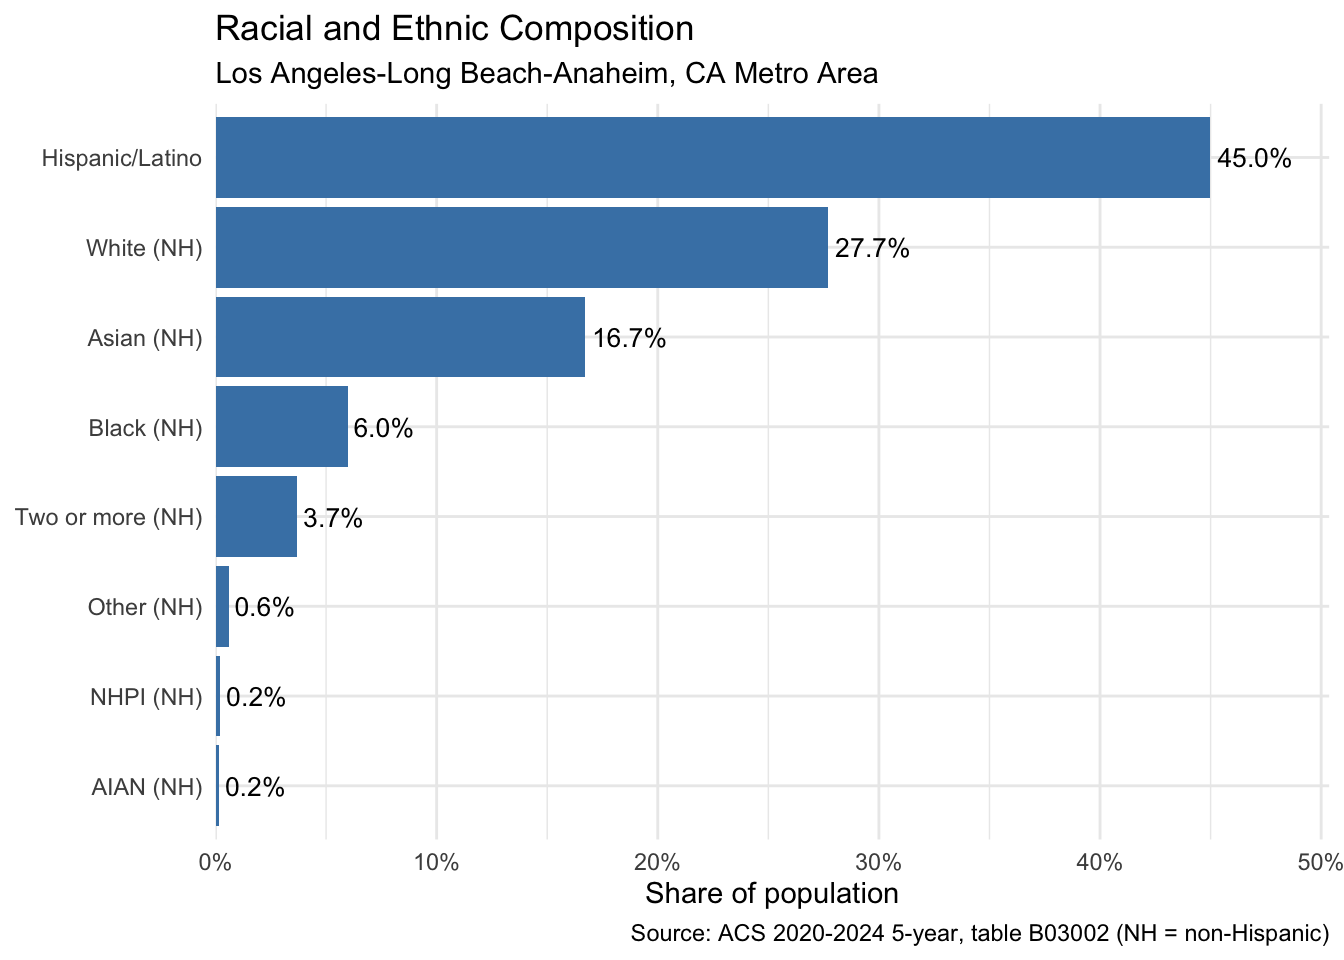 Racial and Ethnic Composition
Los Angeles-Long Beach-Anaheim, CA Metro Area
Hispanic/Latino 45.0%
White (NH) 27.7%
Asian (NH) 16.7%
Black (NH) 6.0%
Two or more (NH) 3.7%
Other (NH) 0.6%
NHPI (NH) 0.2%
AIAN (NH) 0.2%
0% 10% 20% 30% 40% 50%
Share of population
Source: ACS 2020-2024 5-year, table B03002 (NH = non-Hispanic)